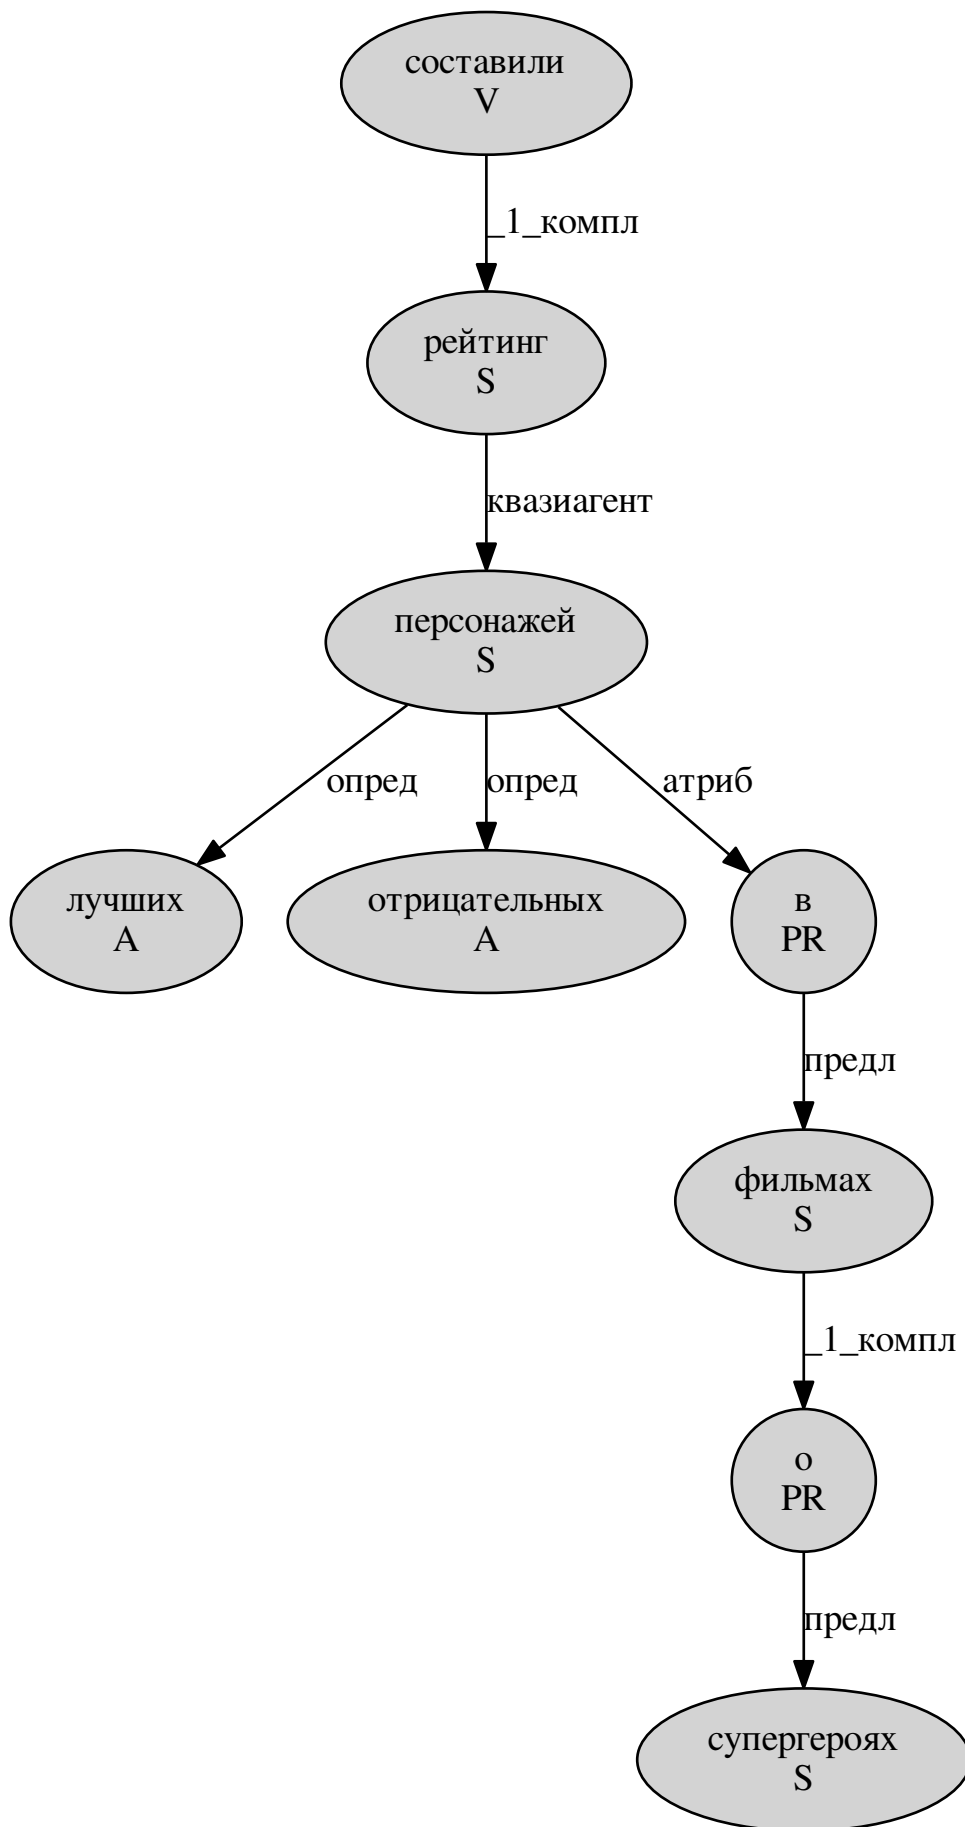 составили
V
_1_компл
рейтинг
S
квазиагент
персонажей
S
опред
опред
атриб
лучших
A
отрицательных
A
в
PR
предл
фильмах
S
_1_компл
о
PR
предл
супергероях
S